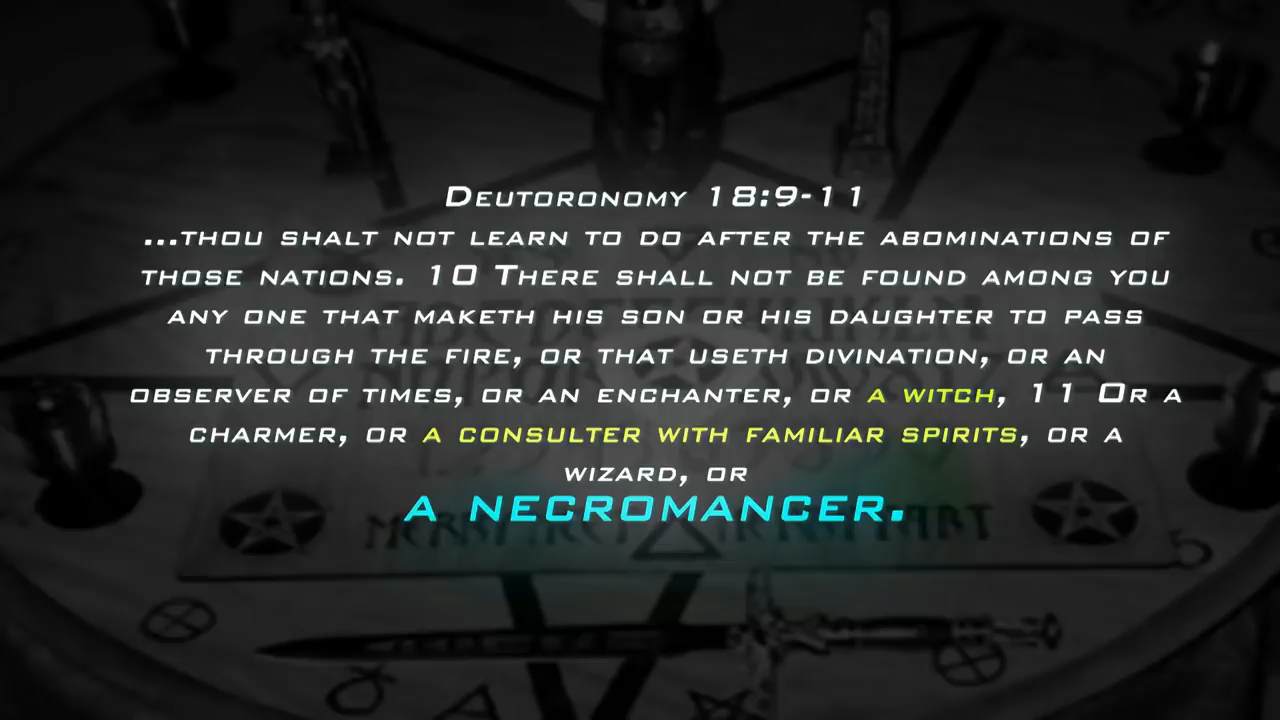 Deutoronomy 18:9-11
...thou shalt not learn to do after the abominations of
those nations. 10 There shall not be found among you
any one that maketh his son or his daughter to pass
through the fire, or that useth divination, or an
observer of times, or an enchanter, or a witch, 11 Or a
charmer, or a consulter with familiar spirits, or a
wizard, or
a necromancer.